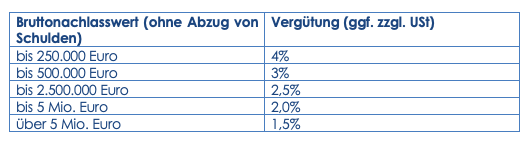 Bruttonachlasswert (ohne Abzug von Vergütung (ggf. zzgl. USt)
Schulden)
bis 250.000 Euro 4%
bis 500.000 Euro 3%
bis 2.500.000 Euro 2,5%
bis 5 Mio. Euro 2,0%
über 5 Mio. Euro 1,5%